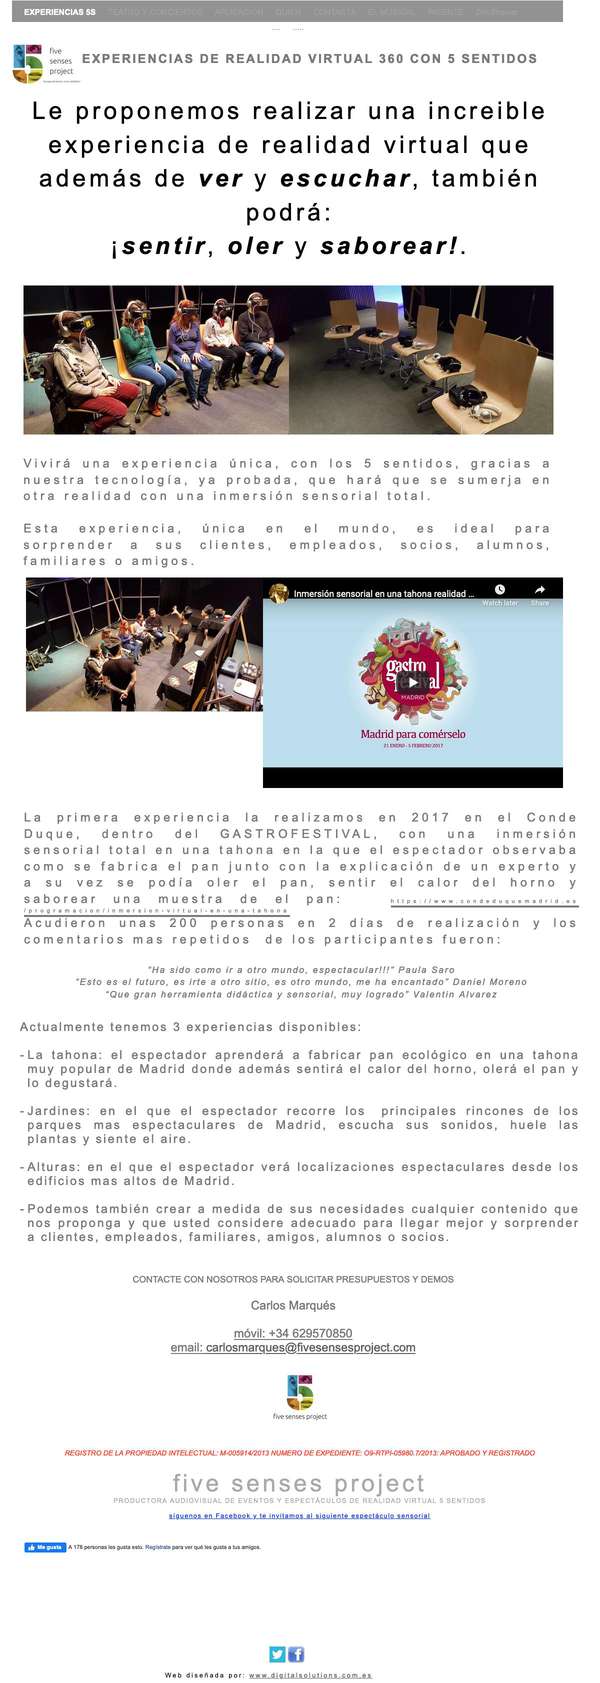 EXPERIENCIAS 5S TEATRO Y CONCIERTOS APLICACION QUIEN CONTACTA EL MUSICAL PATENTE
EXPERIENCIAS DE REALIDAD VIRTUAL 360 CON 5 SENTIDOS
five
senses
project
Le proponemos realizar una increible
experiencia de realidad virtual que
además de ver y escuchar, también
podrá:
¡sentir, oler y saborear!.
Vivirá una experiencia única, con los 5 sentidos, gracias a
nuestra tecnología, ya probada, que hará que se sumerja en
otra realidad con una inmersión sensorial total.
Esta experiencia, única en el mundo, es ideal para
sorprender a sus clientes, empleados, socios, alumnos,
familiares o amigos.
Inmersión sensorial en una tahona realidad ...
Watch later Share
gastro
festival
MADRID
Madrid para comérselo
21 ENERO - 5 FEBRERO 2017
La primera experiencia la realizamos en 2017 en el Conde
Duque, dentro del GASTROFESTIVAL, con una inmersión
sensorial total en una tahona en la que el espectador observaba
como se fabrica el pan junto con la explicación de un experto y
a su vez se podía oler el pan, sentir el calor del horno y
saborear una muestra de el pan: https://www.condeduquemadrid.es
/programacion/inmersion-virtual-en-una-tahona
Acudieron unas 200 personas en 2 días de realización y los
comentarios mas repetidos de los participantes fueron:
"Ha sido como ir a otro mundo, espectacular!!!" Paula Saro
"Esto es el futuro, es irte a otro sitio, es otro mundo, me ha encantado" Daniel Moreno
"Que gran herramienta didáctica y sensorial, muy logrado" Valentin Alvarez
Actualmente tenemos 3 experiencias disponibles:
- La tahona: el espectador aprenderá a fabricar pan ecológico en una tahona
muy popular de Madrid donde además sentirá el calor del horno, olerá el pan y
lo degustará.
- Jardines: en el que el espectador recorre los principales rincones de los
parques mas espectaculares de Madrid, escucha sus sonidos, huele las
plantas y siente el aire.
- Alturas: en el que el espectador verá localizaciones espectaculares desde los
edificios mas altos de Madrid.
- Podemos también crear a medida de sus necesidades cualquier contenido que
nos proponga y que usted considere adecuado para llegar mejor y sorprender
a clientes, empleados, familiares, amigos, alumnos o socios.
CONTACTE CON NOSOTROS PARA SOLICITAR PRESUPUESTOS Y DEMOS
Carlos Marqués
móvil: +34 629570850
email: carlosmarques@fivesensesproject.com
five senses project
REGISTRO DE LA PROPIEDAD INTELECTUAL: M-005914/2013 NUMERO DE EXPEDIENTE: O9-RTPI-05980.7/2013: APROBADO Y REGISTRADO
five senses project
PRODUCTORA AUDIOVISUAL DE EVENTOS Y ESPECTÁCULOS DE REALIDAD VIRTUAL 5 SENTIDOS
siguenos en Facebook y te invitamos al siguiente espectáculo sensorial
Me gusta A 178 personas les gusta esto. Regístrate para ver qué les gusta a tus amigos.
Web diseñada por: www.digitalsolutions.com.es